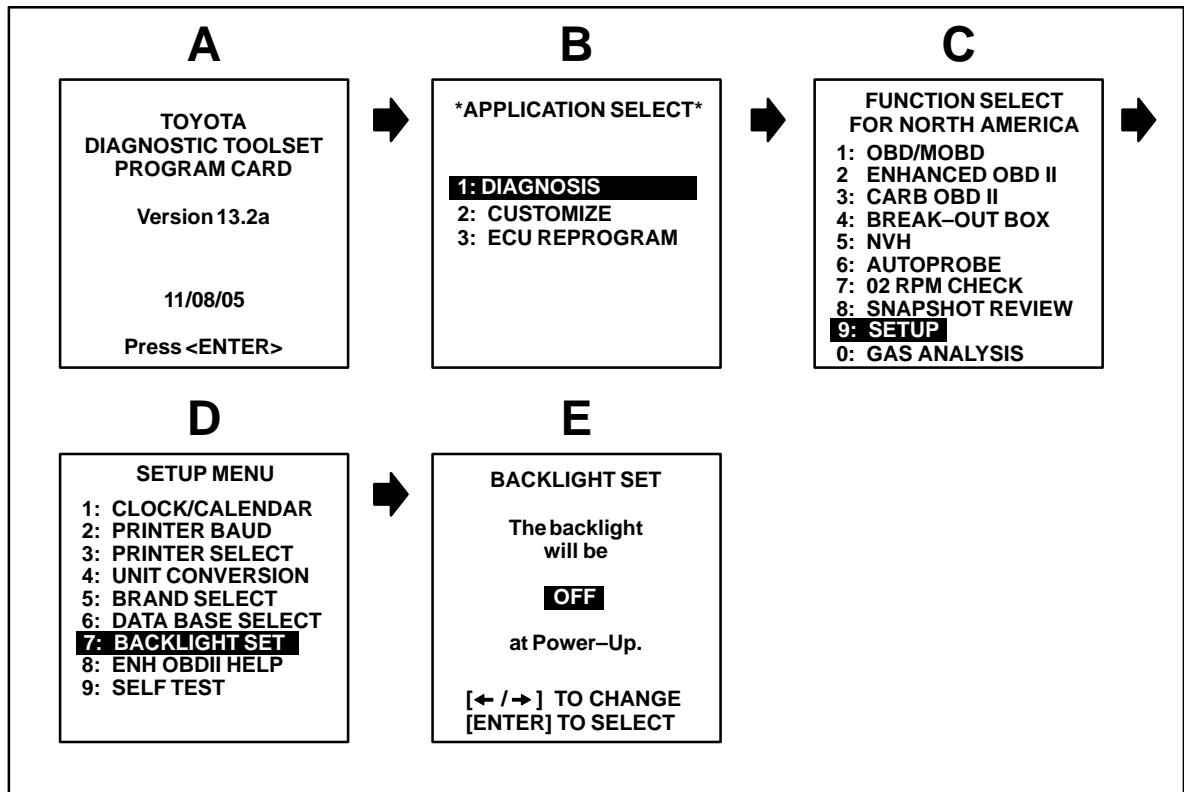 A
TOYOTA
DIAGNOSTIC TOOLSET
PROGRAM CARD
Version 13.2a
11/08/05
Press <ENTER>
B
*APPLICATION SELECT*
1: DIAGNOSIS
2: CUSTOMIZE
3: ECU REPROGRAM
C
FUNCTION SELECT
FOR NORTH AMERICA
1: OBD/MOBD
2 ENHANCED OBD II
3: CARB OBD II
4: BREAK–OUT BOX
5: NVH
6: AUTOPROBE
7: 02 RPM CHECK
8: SNAPSHOT REVIEW
9: SETUP
0: GAS ANALYSIS
D
SETUP MENU
1: CLOCK/CALENDAR
2: PRINTER BAUD
3: PRINTER SELECT
4: UNIT CONVERSION
5: BRAND SELECT
6: DATA BASE SELECT
7: BACKLIGHT SET
8: ENH OBDII HELP
9: SELF TEST
E
BACKLIGHT SET
The backlight
will be
OFF
at Power–Up.
[← / →] TO CHANGE
[ENTER] TO SELECT